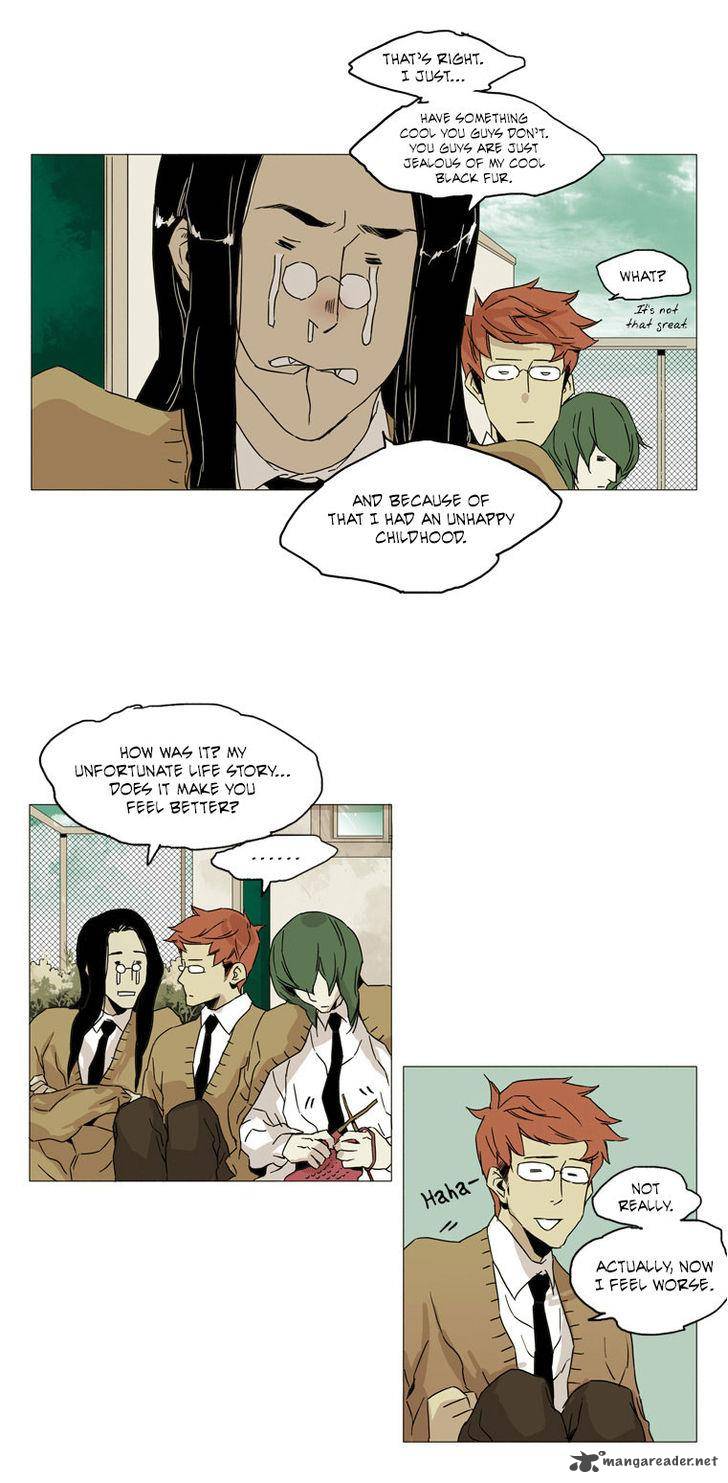 THAT'S RIGHT.
I JUST...
HAVE SOMETHING
COOL YOU GUYS DON'T.
YOU GUYS ARE JUST
JEALOUS OF MY COOL
BLACK FUR.
WHAT?
It's not
that great.
AND BECAUSE OF
THAT I HAD AN UNHAPPY
CHILDHOOD.
HOW WAS IT? MY
UNFORTUNATE LIFE STORY...
DOES IT MAKE YOU
FEEL BETTER?
......
Haha~
NOT
REALLY.
ACTUALLY, NOW
I FEEL WORSE.
mangareader.net